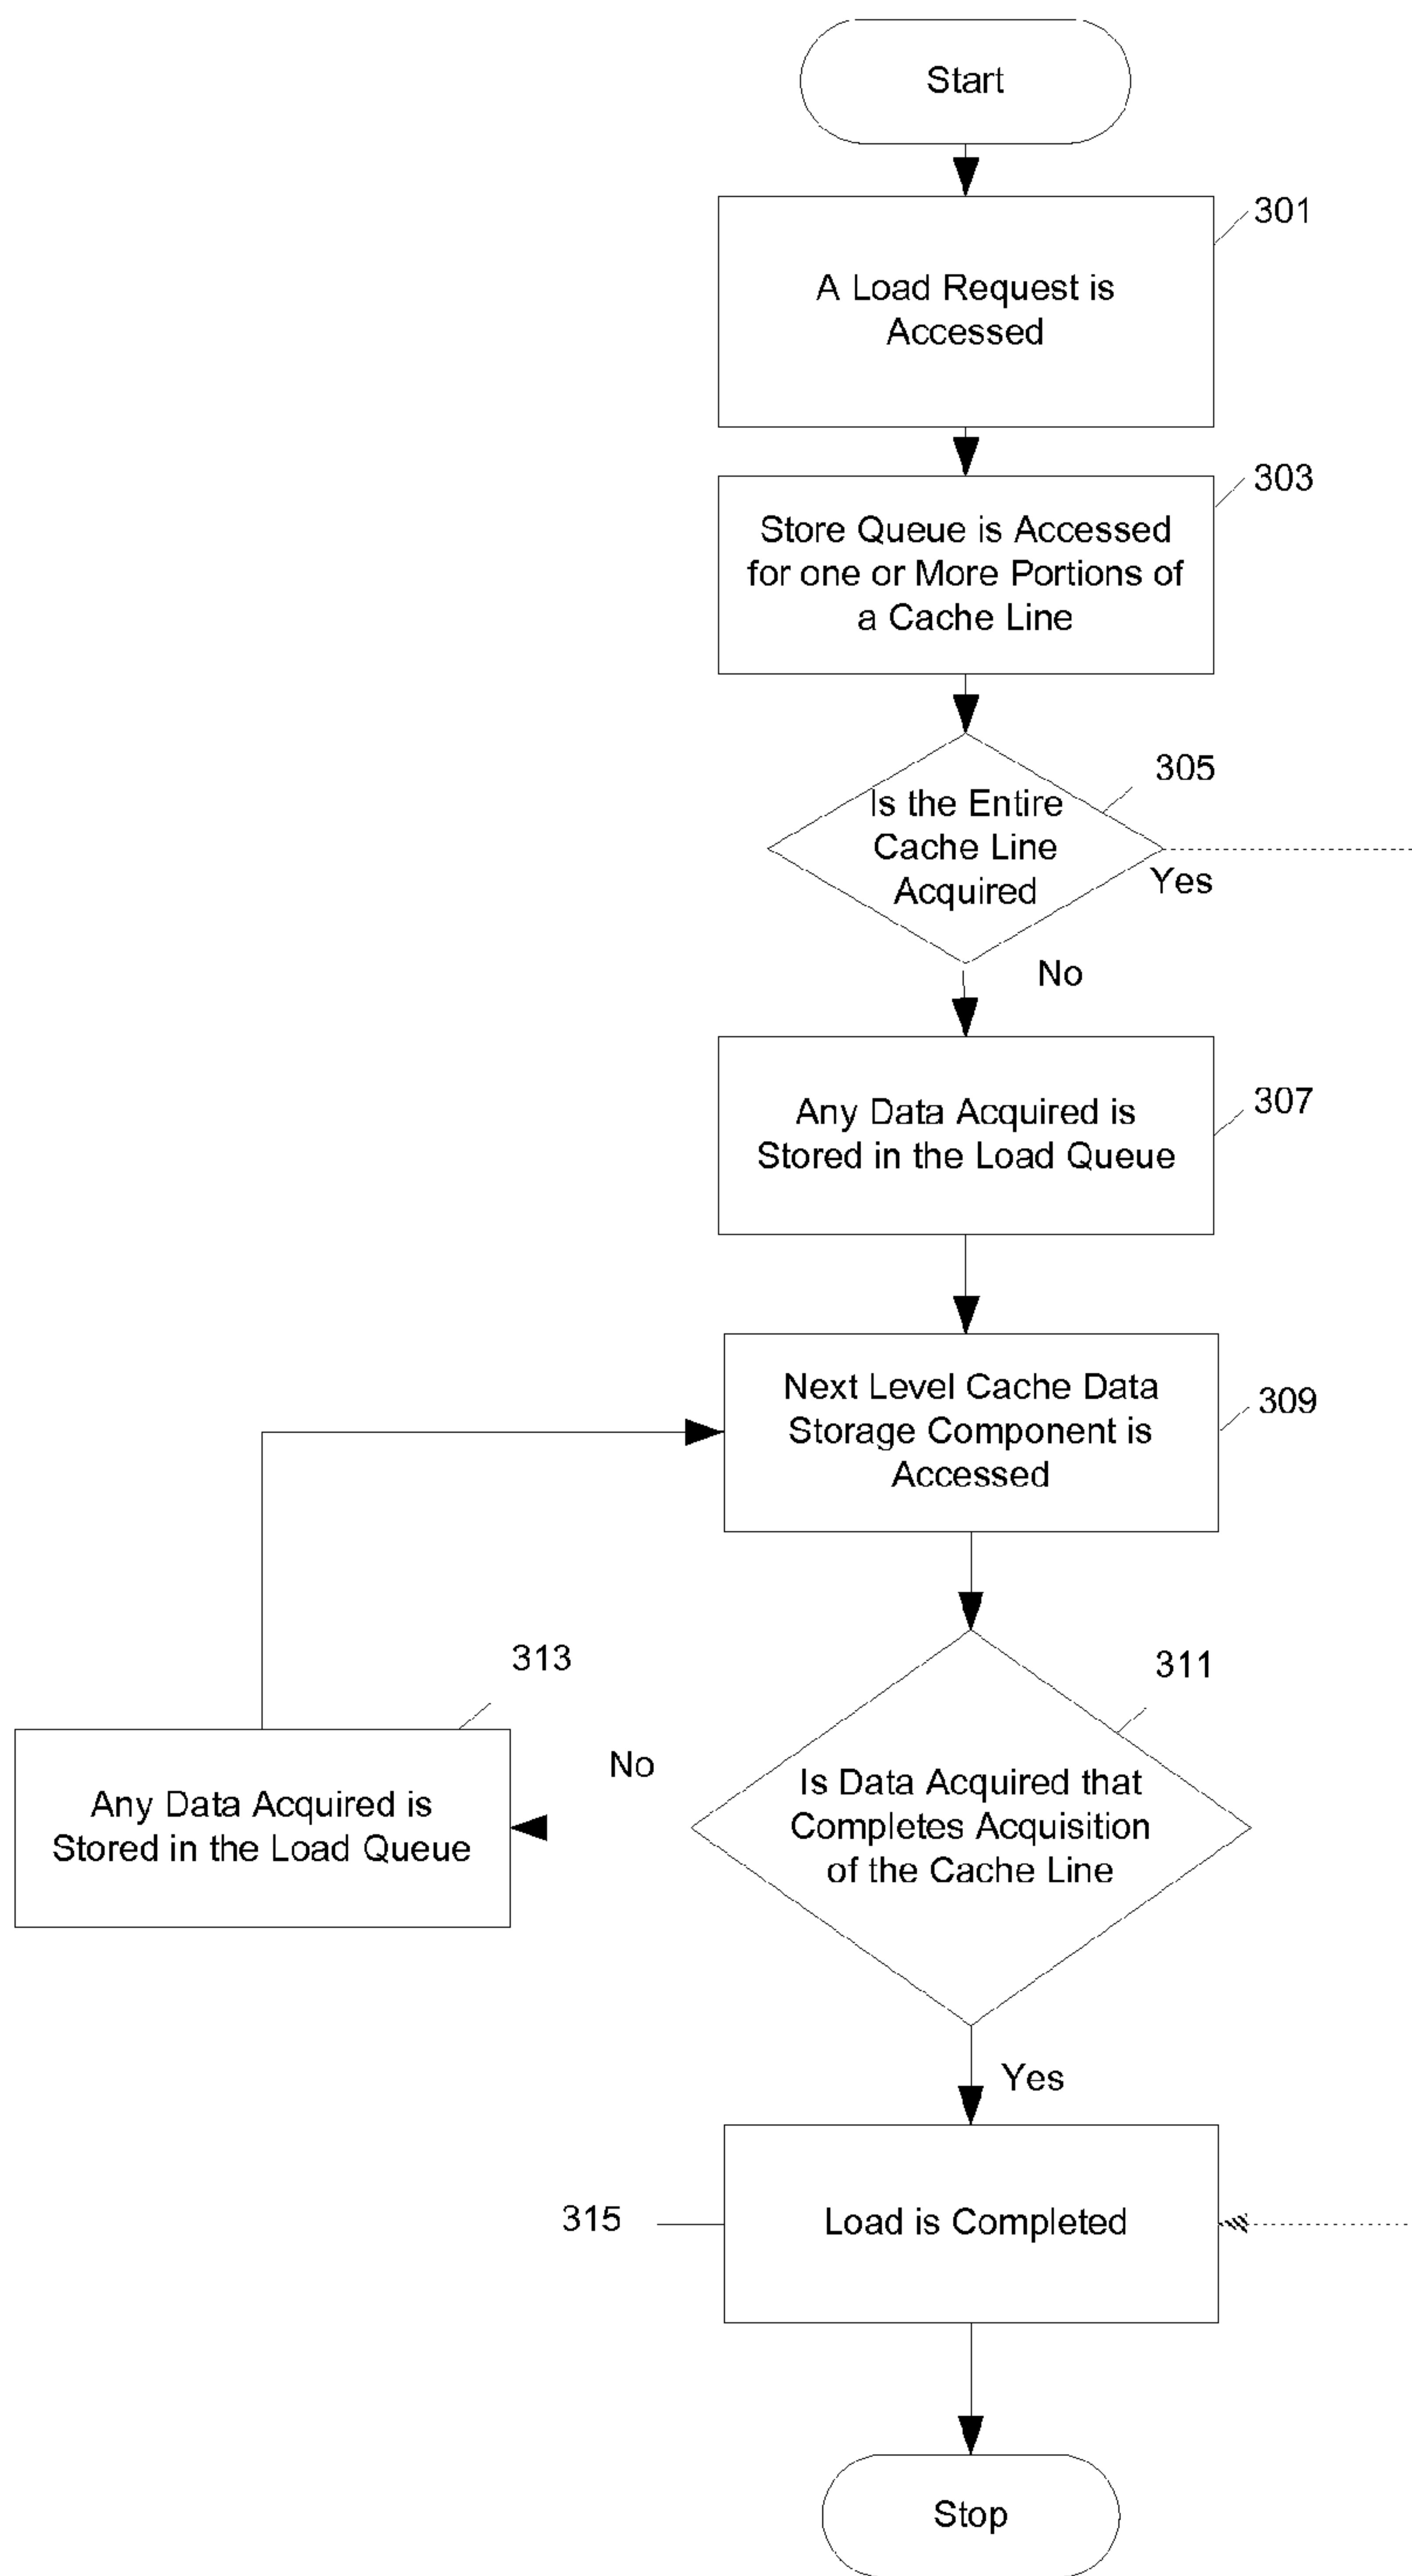 Start
301
A Load Request is
Accessed
303
Store Queue is Accessed
for one or More Portions of
a Cache Line
305
Is the Entire
Cache Line
Acquired
Yes
No
307
Any Data Acquired is
Stored in the Load Queue
Next Level Cache Data
Storage Component is
Accessed
309
313
311
No
Is Data Acquired that
Completes Acquisition
of the Cache Line
Any Data Acquired is
Stored in the Load Queue
Yes
315
Load is Completed
Stop